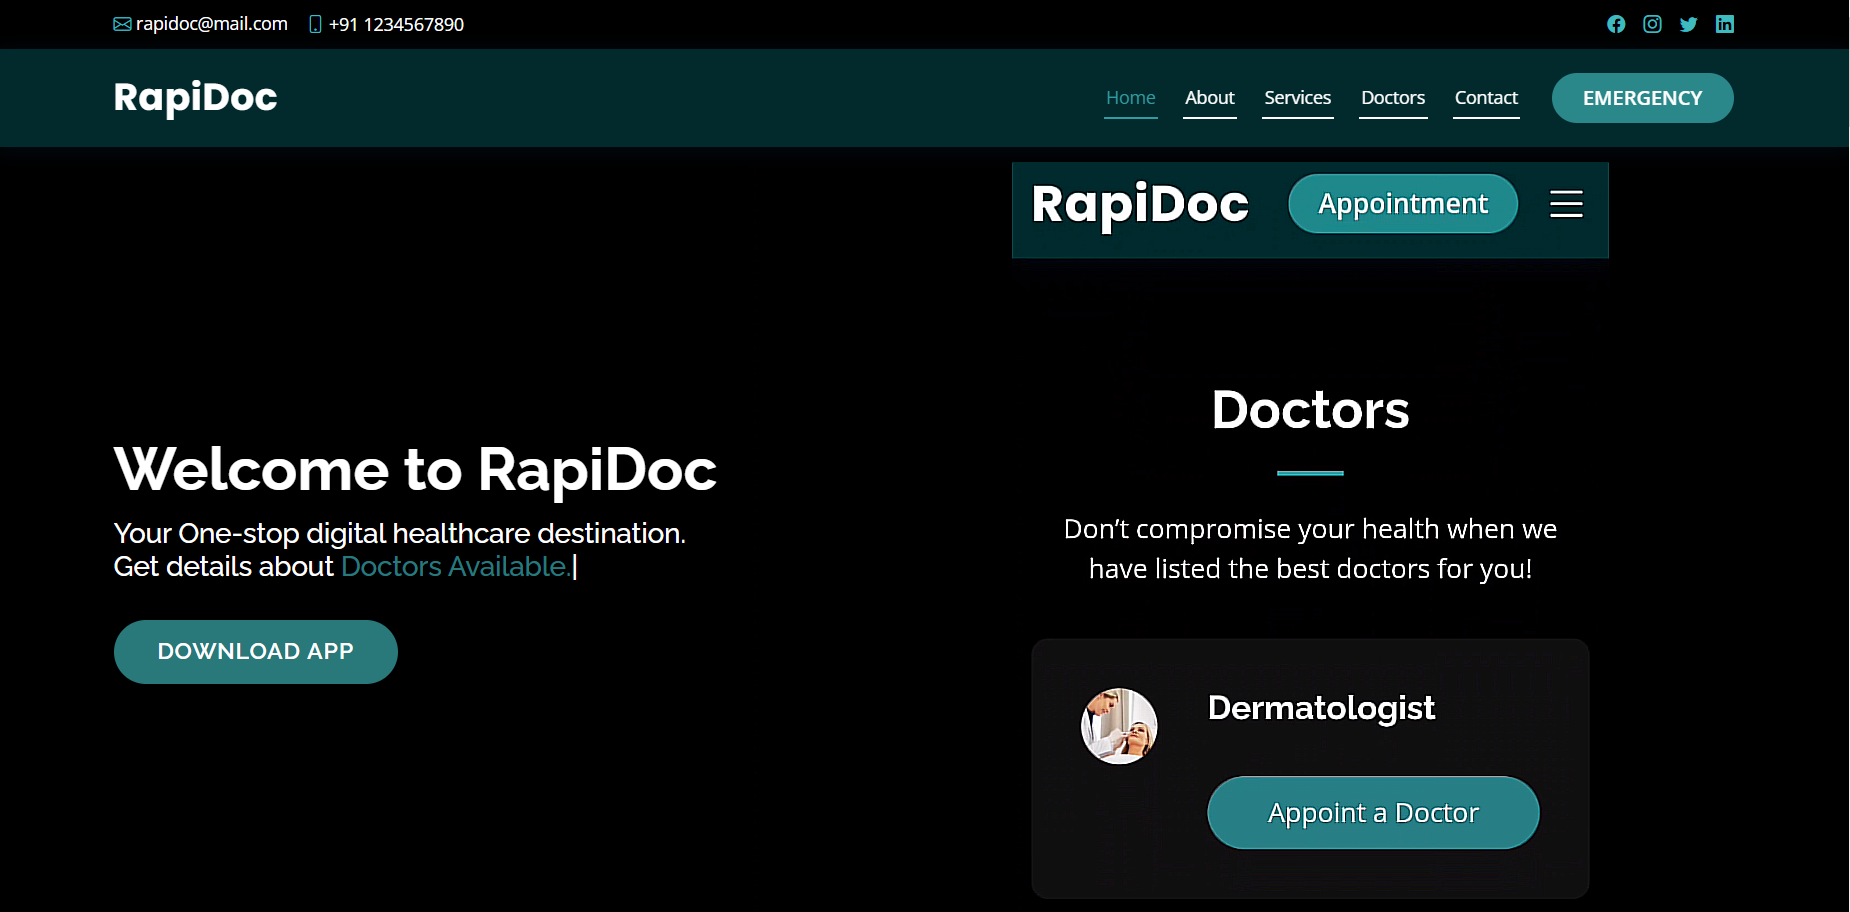 rapidoc@mail.com +91 1234567890
RapiDoc
Home About Services Doctors Contact EMERGENCY
Welcome to RapiDoc
Your One-stop digital healthcare destination.
Get details about Doctors Available.|
DOWNLOAD APP
RapiDoc Appointment
Doctors
Don’t compromise your health when we
have listed the best doctors for you!
Dermatologist
Appoint a Doctor